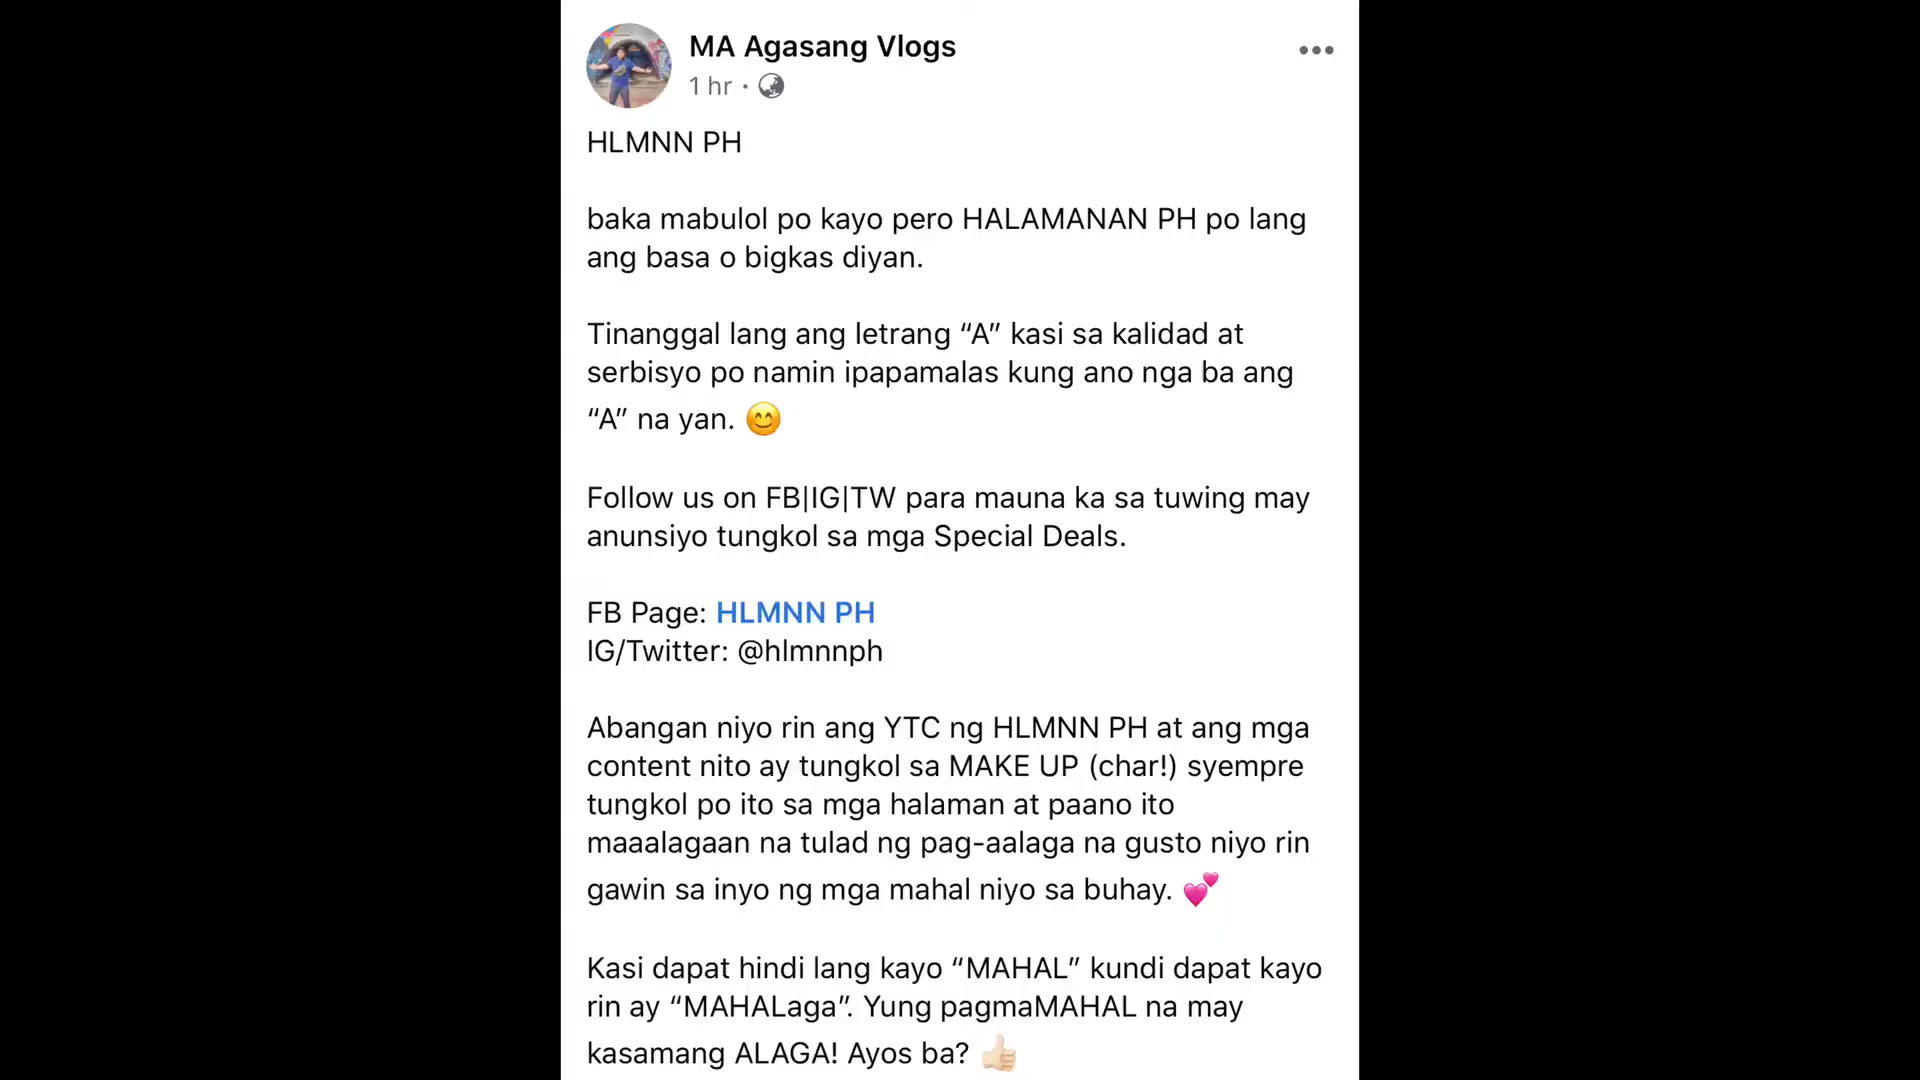 MA Agasang Vlogs
1 hr ·
HLMNN PH
baka mabulol po kayo pero HALAMANAN PH po lang
ang basa o bigkas diyan.
Tinanggal lang ang letrang “A” kasi sa kalidad at
serbisyo po namin ipapamalas kung ano nga ba ang
“A” na yan. 😊
Follow us on FB|IG|TW para mauna ka sa tuwing may
anunsiyo tungkol sa mga Special Deals.
FB Page: HLMNN PH
IG/Twitter: @hlmnnph
Abangan niyo rin ang YTC ng HLMNN PH at ang mga
content nito ay tungkol sa MAKE UP (char!) syempre
tungkol po ito sa mga halaman at paano ito
maaalagaan na tulad ng pag-aalaga na gusto niyo rin
gawin sa inyo ng mga mahal niyo sa buhay. 💕
Kasi dapat hindi lang kayo “MAHAL” kundi dapat kayo
rin ay “MAHALaga”. Yung pagmaMAHAL na may
kasamang ALAGA! Ayos ba? 👍🏻